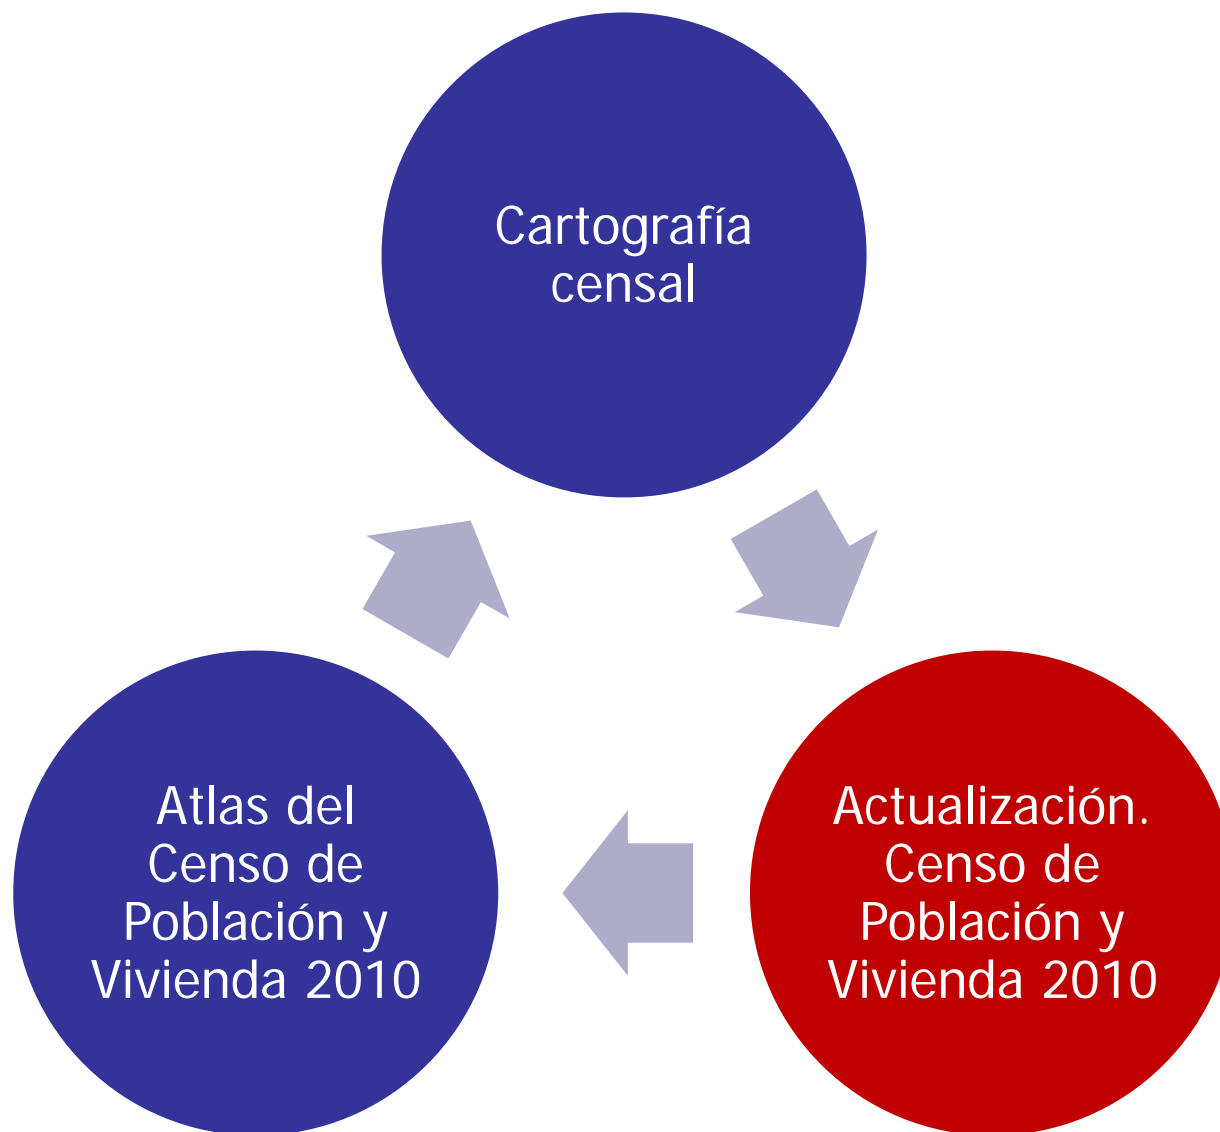 Cartografía
censal
Atlas del
Censo de
Población y
Vivienda 2010
Actualización.
Censo de
Población y
Vivienda 2010